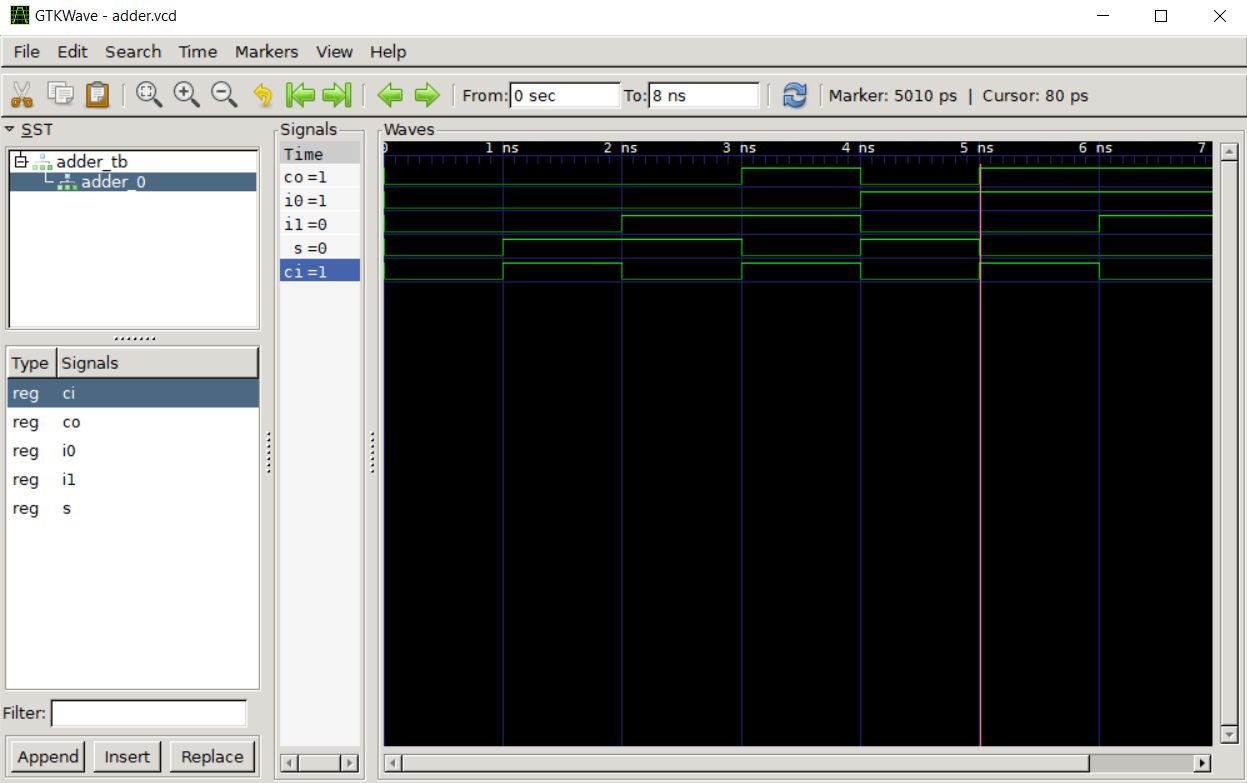 GTKWave - adder.vcd
File Edit Search Time Markers View Help
From: 0 sec To: 8 ns Marker: 5010 ps | Cursor: 80 ps
SST
adder_tb
adder_0
Type Signals
reg ci
reg co
reg i0
reg i1
reg s
Filter:
Append Insert Replace
Signals
Time
co=1
i0=1
i1=0
s=0
ci=1
Waves
0 1 ns 2 ns 3 ns 4 ns 5 ns 6 ns 7